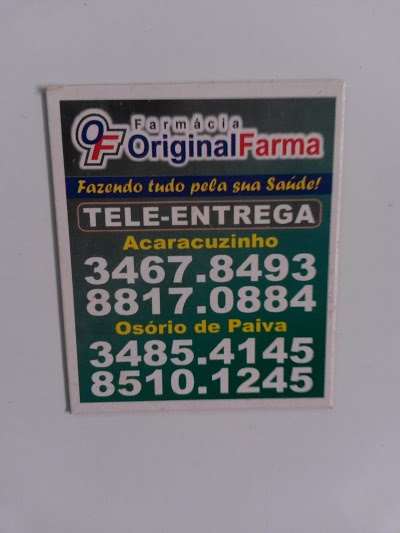 OF Farmácia
OriginalFarma
Fazendo tudo pela sua Saúde!
TELE-ENTREGA
Acaracuzinho
3467.8493
8817.0884
Osório de Paiva
3485.4145
8510.1245